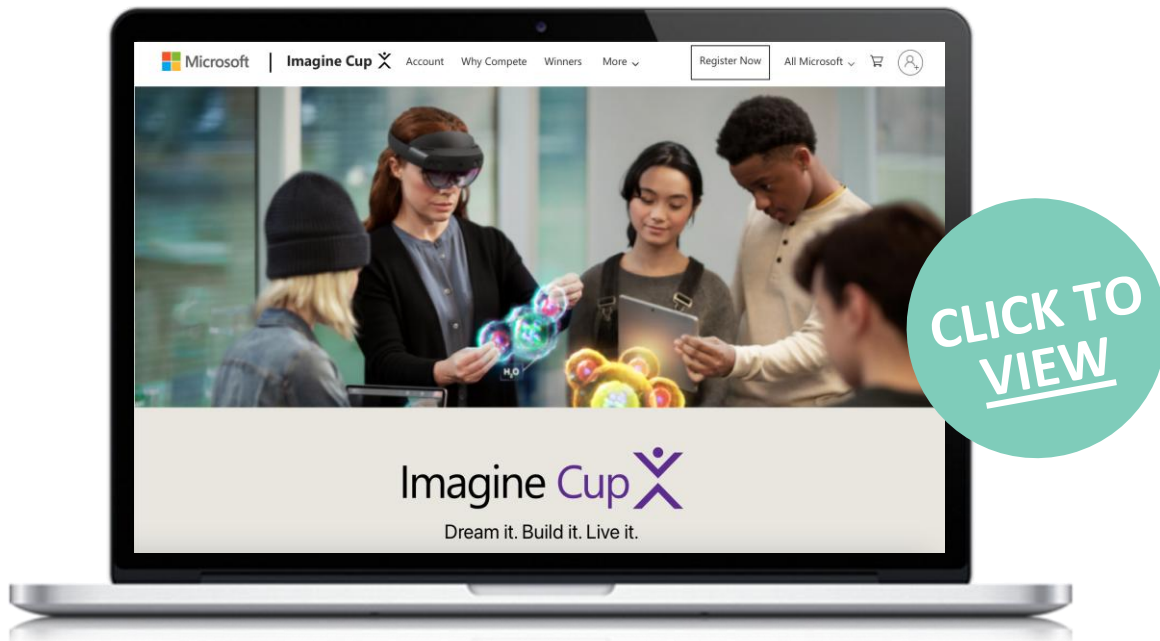 Microsoft | Imagine Cup Account Why Compete Winners More Register Now All Microsoft
H₂O
CLICK TO
VIEW
Imagine Cup
Dream it. Build it. Live it.